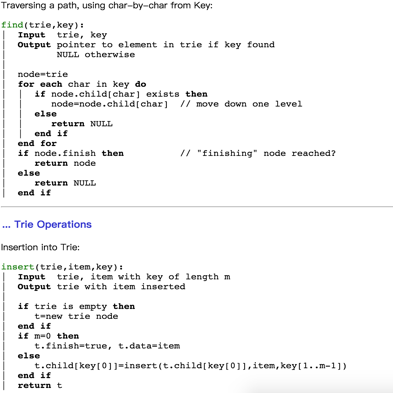 Traversing a path, using char-by-char from Key:
find(trie,key):
| Input trie, key
| Output pointer to element in trie if key found
| NULL otherwise
|
| node=trie
| for each char in key do
| | if node.child[char] exists then
| | node=node.child[char] // move down one level
| | else
| | return NULL
| | end if
| end for
| if node.finish then // "finishing" node reached?
| return node
| else
| return NULL
| end if
... Trie Operations
Insertion into Trie:
insert(trie,item,key):
| Input trie, item with key of length m
| Output trie with item inserted
|
| if trie is empty then
| t=new trie node
| end if
| if m=0 then
| t.finish=true, t.data=item
| else
| t.child[key[0]]=insert(t.child[key[0]],item,key[1..m-1])
| end if
| return t